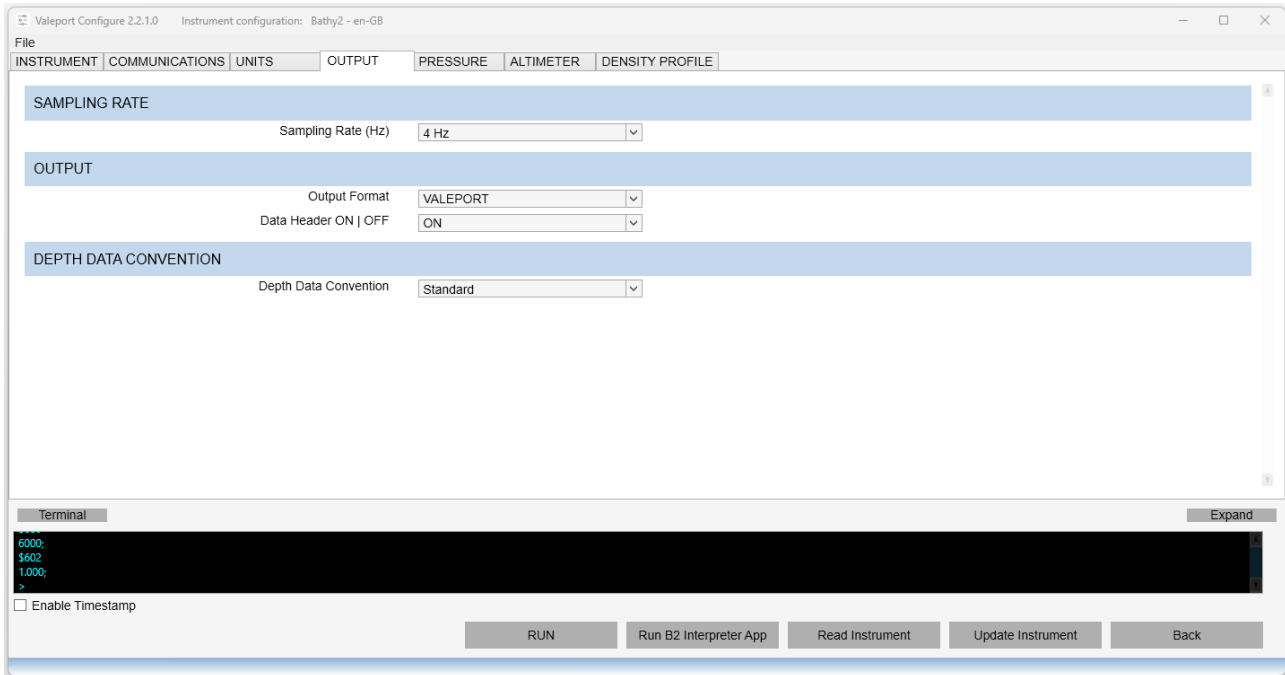 Valeport Configure 2.2.1.0 Instrument configuration: Bathy2 - en-GB
File
INSTRUMENT COMMUNICATIONS UNITS OUTPUT PRESSURE ALTIMETER DENSITY PROFILE
SAMPLING RATE
Sampling Rate (Hz) 4 Hz
OUTPUT
Output Format VALEPORT
Data Header ON | OFF ON
DEPTH DATA CONVENTION
Depth Data Convention Standard
Terminal Expand
6000;
$602
1.000;
>
Enable Timestamp
RUN Run B2 Interpreter App Read Instrument Update Instrument Back